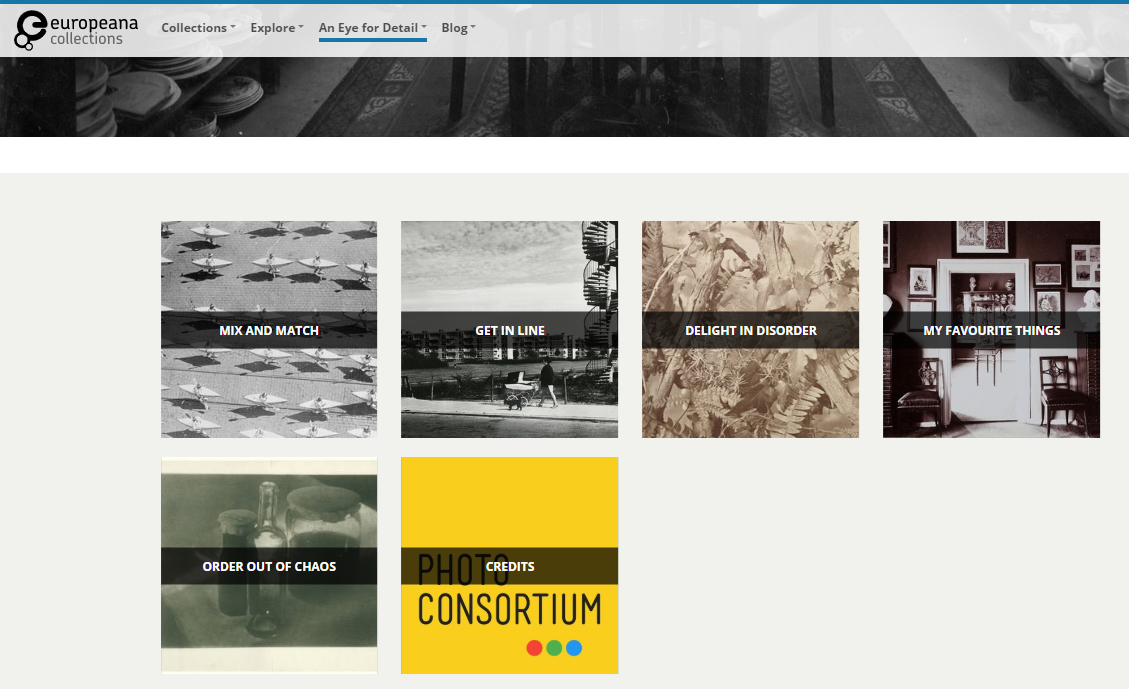 europeana
collections
Collections Explore An Eye for Detail Blog
MIX AND MATCH
GET IN LINE
DELIGHT IN DISORDER
MY FAVOURITE THINGS
ORDER OUT OF CHAOS
CREDITS
PHOTO
CONSORTIUM